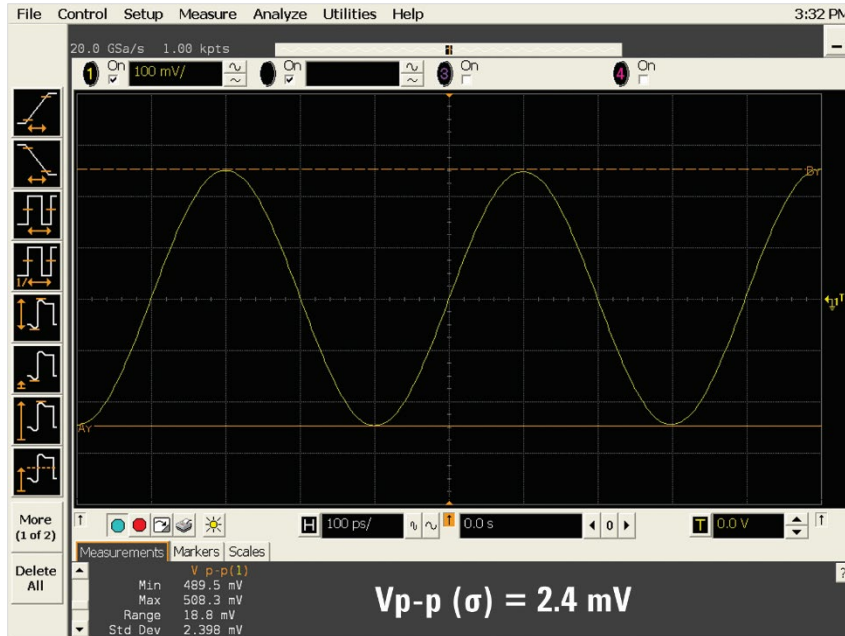 File Control Setup Measure Analyze Utilities Help 3:32 PM
20.0 GSa/s 1.00 kpts
1 On 100 mV/ On 3 On 4 On
BY
1 T
AY
1/
More
(1 of 2)
Delete
All
H 100 ps/ 0.0 s 0 T 0.0 V
Measurements Markers Scales
V p-p(1)
Min 489.5 mV
Max 508.3 mV
Range 18.8 mV
Std Dev 2.398 mV
Vp-p (σ) = 2.4 mV
?